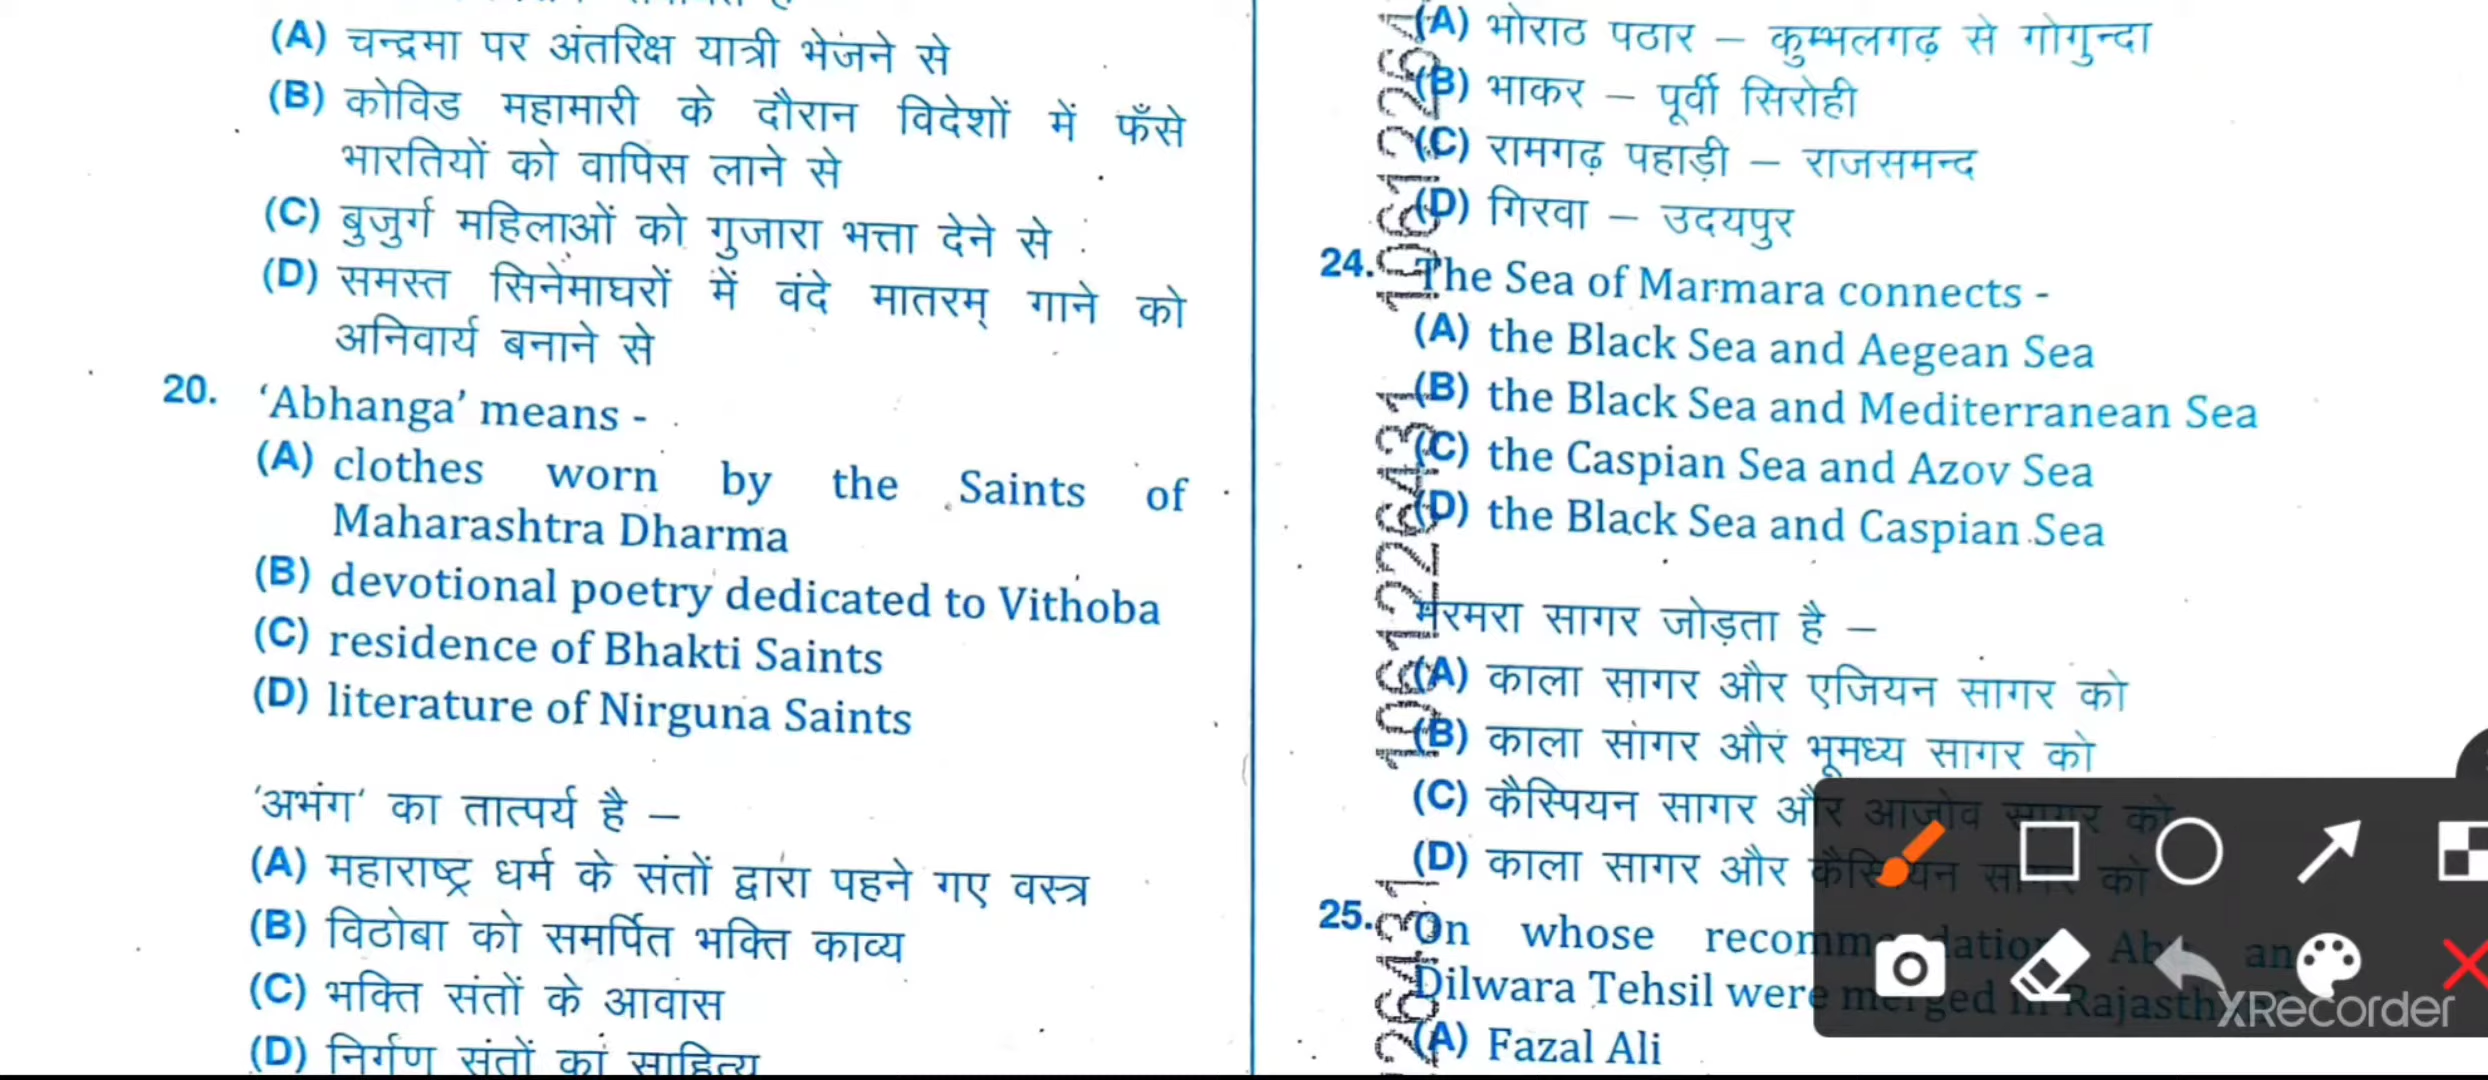 (A) चन्द्रमा पर अंतरिक्ष यात्री भेजने से
(B) कोविड महामारी के दौरान विदेशों में फँसे
भारतियों को वापिस लाने से
(C) बुजुर्ग महिलाओं को गुजारा भत्ता देने से
(D) समस्त सिनेमाघरों में वंदे मातरम् गाने को
अनिवार्य बनाने से
20. ‘Abhanga’ means -
(A) clothes worn by the Saints of
Maharashtra Dharma
(B) devotional poetry dedicated to Vithoba
(C) residence of Bhakti Saints
(D) literature of Nirguna Saints
‘अभंग‘ का तात्पर्य है –
(A) महाराष्ट्र धर्म के संतों द्वारा पहने गए वस्त्र
(B) विठोबा को समर्पित भक्ति काव्य
(C) भक्ति संतों के आवास
(D) निर्गुण संतों का साहित्य
(A) भोराठ पठार – कुम्भलगढ़ से गोगुन्दा
(B) भाकर – पूर्वी सिरोही
(C) रामगढ़ पहाड़ी – राजसमन्द
(D) गिरवा – उदयपुर
24. The Sea of Marmara connects -
(A) the Black Sea and Aegean Sea
(B) the Black Sea and Mediterranean Sea
(C) the Caspian Sea and Azov Sea
(D) the Black Sea and Caspian Sea
मरमरा सागर जोड़ता है –
(A) काला सागर और एजियन सागर को
(B) काला सागर और भूमध्य सागर को
(C) कैस्पियन सागर और आजोव सागर को
(D) काला सागर और कैस्पियन सागर को
25. On whose recommendation Abu an
Dilwara Tehsil were merged in Rajasth
(A) Fazal Ali
1061226431
XRecorder